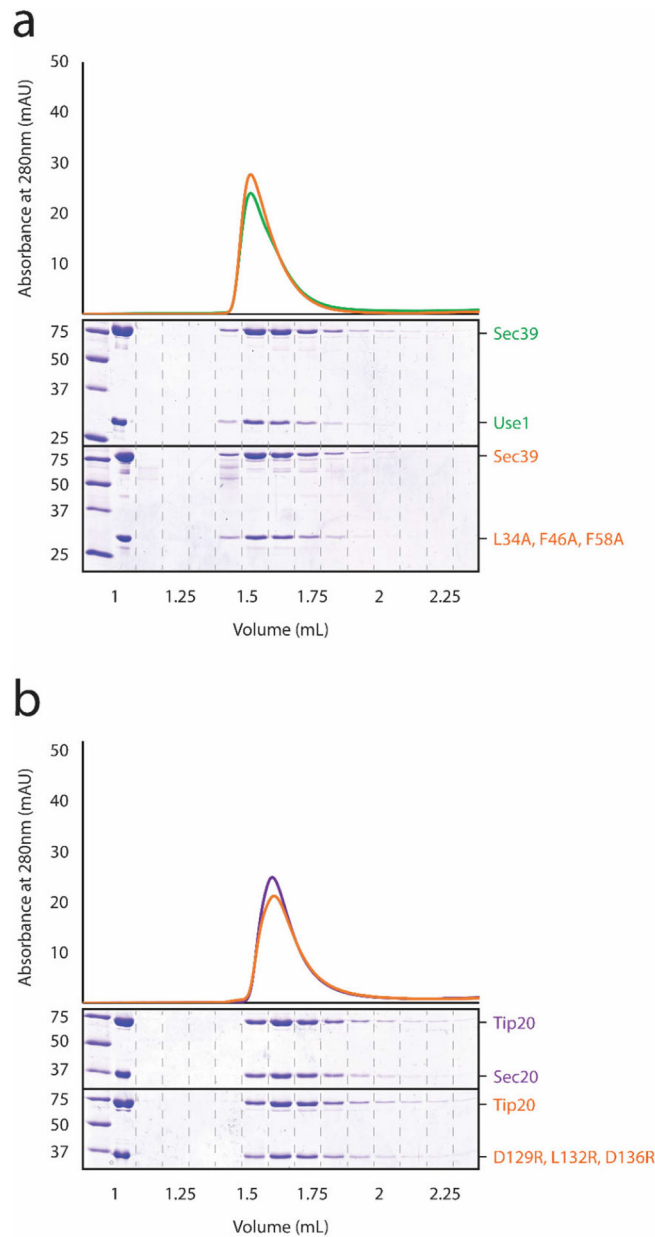 a
Absorbance at 280nm (mAU)
50
40
30
20
10
75
50
37
25
Sec39
Use1
75
50
37
25
Sec39
L34A, F46A, F58A
1 1.25 1.5 1.75 2 2.25
Volume (mL)
b
Absorbance at 280nm (mAU)
50
40
30
20
10
75
50
37
Tip20
Sec20
75
50
37
Tip20
D129R, L132R, D136R
1 1.25 1.5 1.75 2 2.25
Volume (mL)